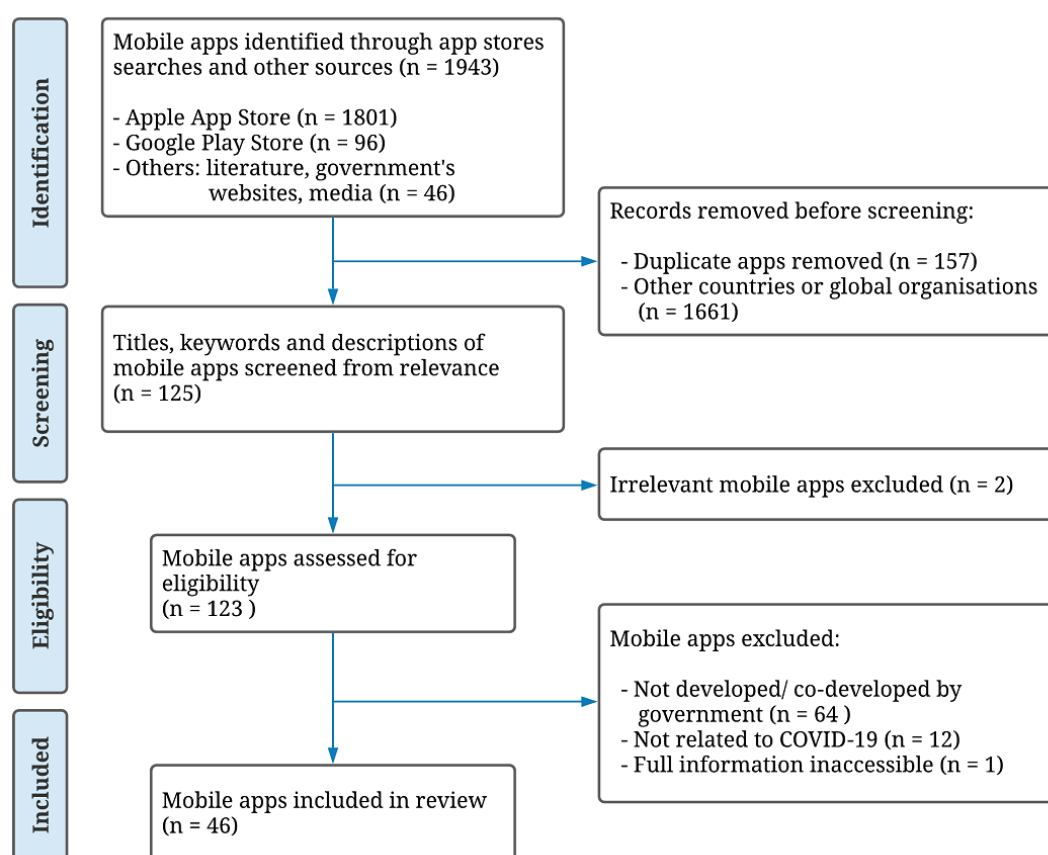 Identification
Mobile apps identified through app stores
searches and other sources (n = 1943)
- Apple App Store (n = 1801)
- Google Play Store (n = 96)
- Others: literature, government's
websites, media (n = 46)
Records removed before screening:
- Duplicate apps removed (n = 157)
- Other countries or global organisations
(n = 1661)
Screening
Titles, keywords and descriptions of
mobile apps screened from relevance
(n = 125)
Irrelevant mobile apps excluded (n = 2)
Eligibility
Mobile apps assessed for
eligibility
(n = 123 )
Mobile apps excluded:
- Not developed/ co-developed by
government (n = 64 )
- Not related to COVID-19 (n = 12)
- Full information inaccessible (n = 1)
Included
Mobile apps included in review
(n = 46)